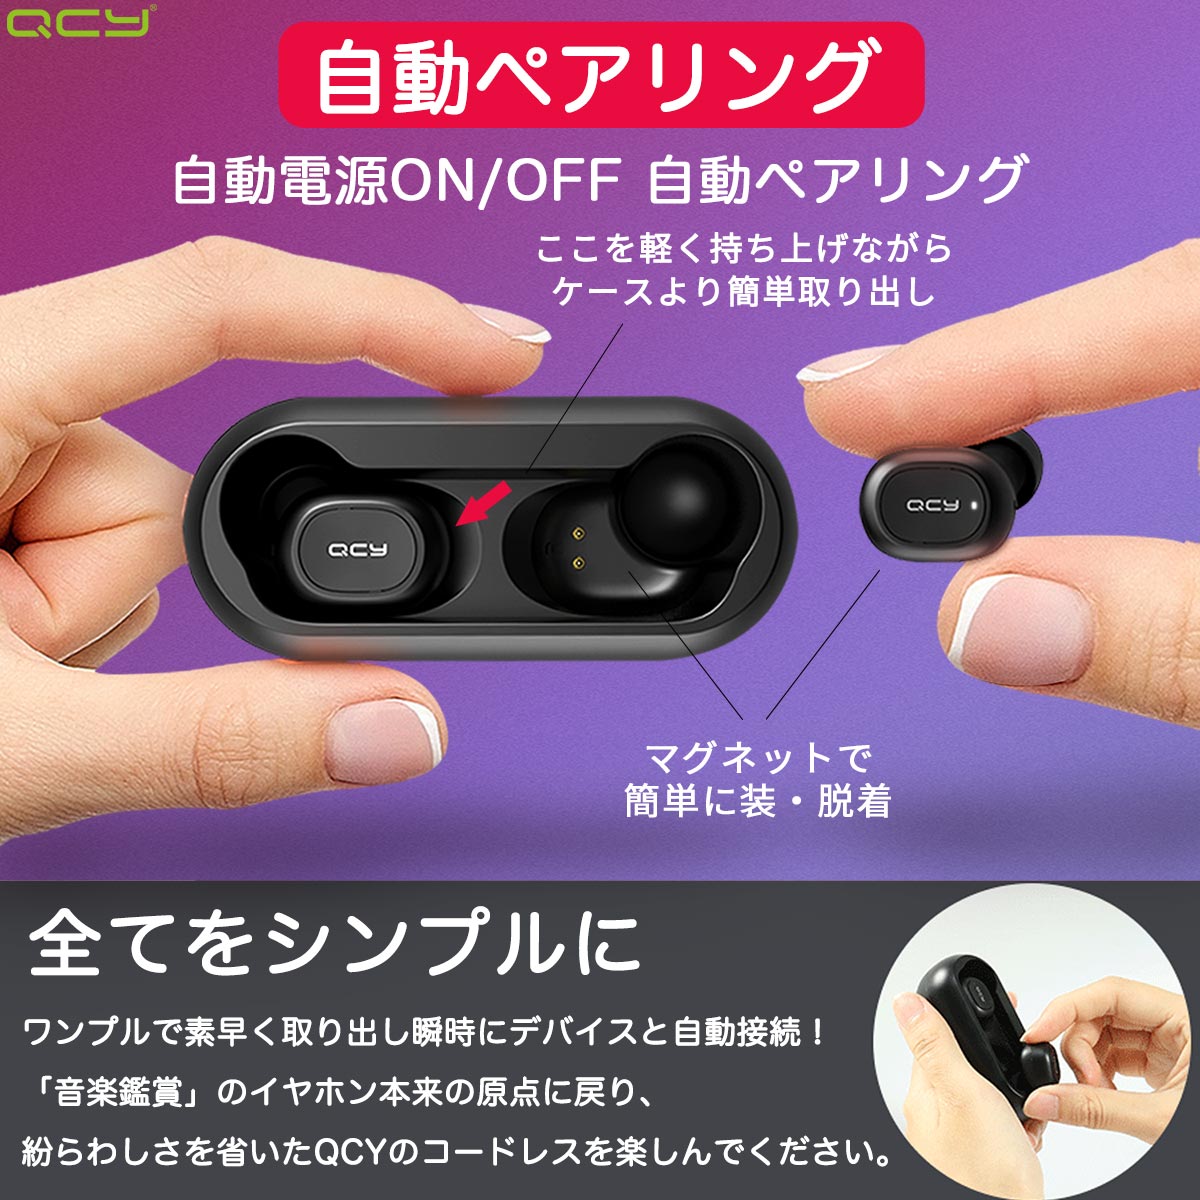 QCY
自動ペアリング
自動電源ON/OFF 自動ペアリング
ここを軽く持ち上げながら
ケースより簡単取り出し
QCY
QCY
マグネットで
簡単に装・脱着
全てをシンプルに
ワンプルで素早く取り出し瞬時にデバイスと自動接続！
「音楽鑑賞」のイヤホン本来の原点に戻り、
紛らわしさを省いたQCYのコードレスを楽しんでください。